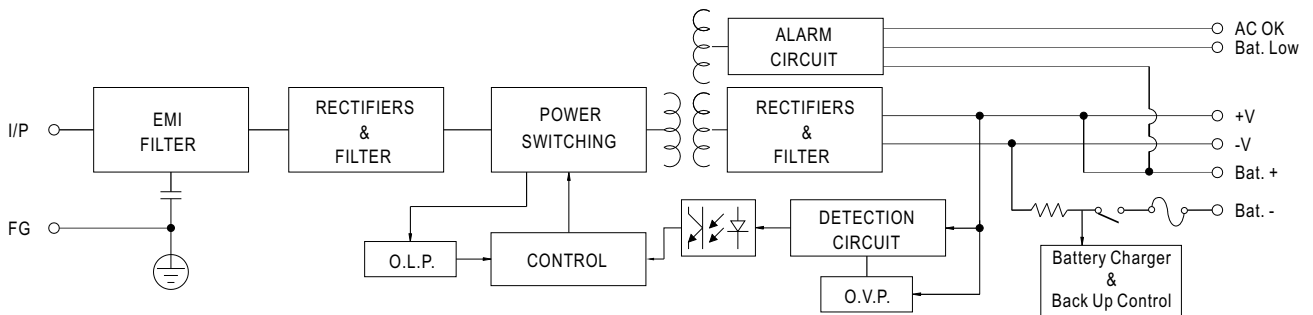 ALARM
CIRCUIT
AC OK
Bat. Low
I/P
EMI
FILTER
RECTIFIERS
&
FILTER
POWER
SWITCHING
RECTIFIERS
&
FILTER
+V
-V
Bat. +
Bat. -
FG
O.L.P.
CONTROL
DETECTION
CIRCUIT
O.V.P.
Battery Charger
&
Back Up Control